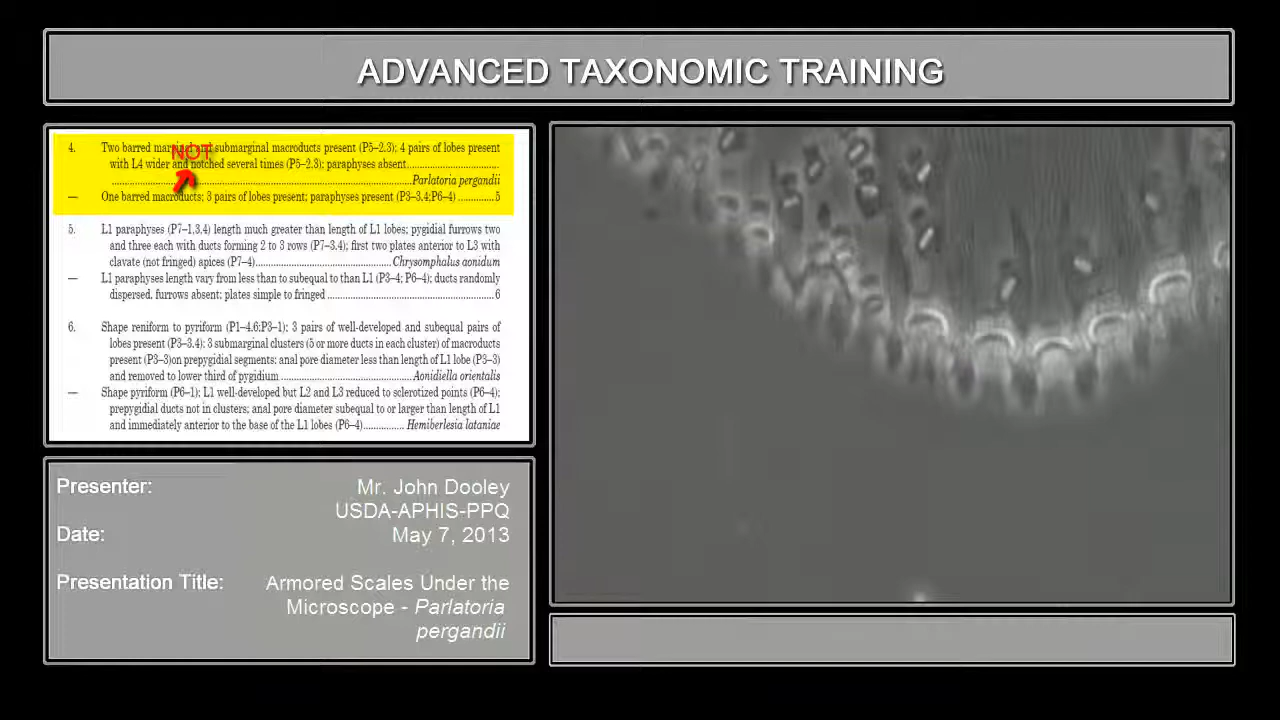 ADVANCED TAXONOMIC TRAINING
4. Two barred marginal and submarginal macroducts present (P5–2.3); 4 pairs of lobes present
NOT
with L4 wider and notched several times (P5–2.3); paraphyses absent..............................
..........................................................................................Parlatoria pergandii
— One barred macroducts; 3 pairs of lobes present; paraphyses present (P3–3,4;P6–4) ..............5
5. L1 paraphyses (P7–1,3.4) length much greater than length of L1 lobes; pygidial furrows two
and three each with ducts forming 2 to 3 rows (P7–3.4); first two plates anterior to L3 with
clavate (not fringed) apices (P7–4)..............................................Chrysomphalus aonidum
— L1 paraphyses length vary from less than to subequal to than L1 (P3–4; P6–4); ducts randomly
dispersed, furrows absent; plates simple to fringed .......................................................6
6. Shape reniform to pyriform (P1–4.6;P3–1); 3 pairs of well-developed and subequal pairs of
lobes present (P3–3.4); 3 submarginal clusters (5 or more ducts in each cluster) of macroducts
present (P3–3)on prepygidial segments; anal pore diameter less than length of L1 lobe (P3–3)
and removed to lower third of pygidium .............................................Aonidiella orientalis
— Shape pyriform (P6–1); L1 well-developed but L2 and L3 reduced to sclerotized points (P6–4);
prepygidial ducts not in clusters; anal pore diameter subequal to or larger than length of L1
and immediately anterior to the base of the L1 lobes (P6–4)............... Hemiberlesia lataniae
Presenter: Mr. John Dooley
USDA-APHIS-PPQ
Date: May 7, 2013
Presentation Title: Armored Scales Under the
Microscope - Parlatoria
pergandii